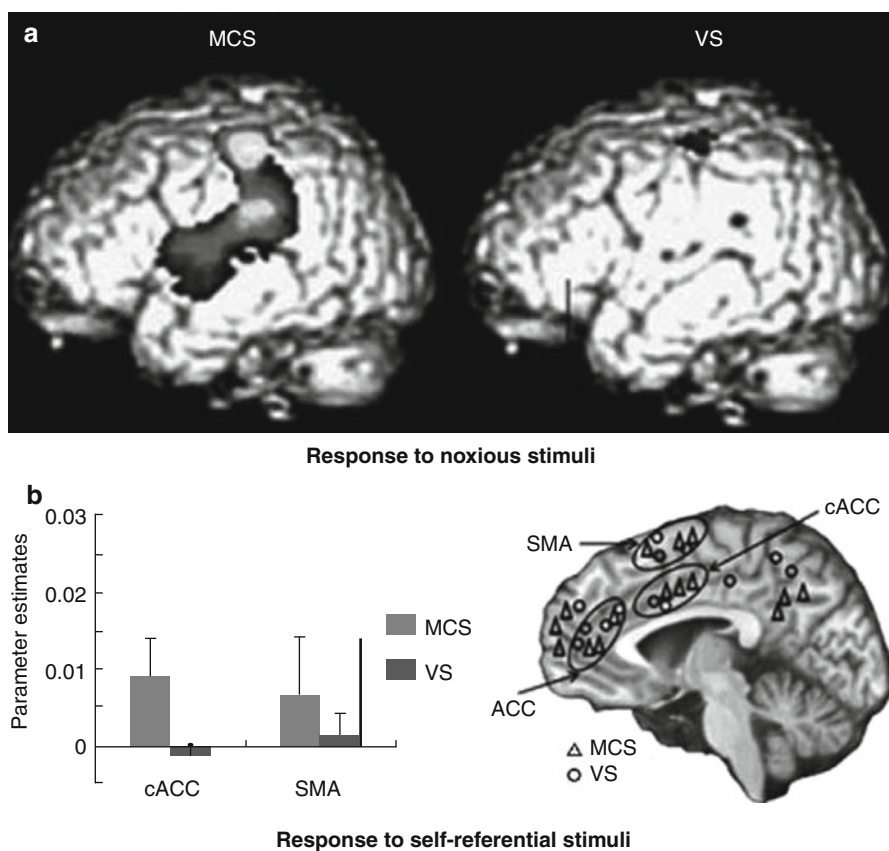 a
MCS
VS
Response to noxious stimuli
b
0.03
0.02
0.01
0
Parameter estimates
MCS
VS
cACC
SMA
SMA
cACC
ACC
MCS
VS
Response to self-referential stimuli